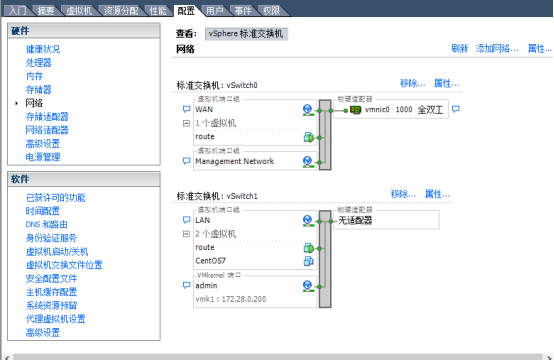 入门 摘要 虚拟机 资源分配 性能 配置 用户 事件 权限
硬件
健康状况
处理器
内存
存储器
网络
存储适配器
网络适配器
高级设置
电源管理
软件
已获许可的功能
时间配置
DNS 和路由
身份验证服务
虚拟机启动/关机
虚拟机交换文件位置
安全配置文件
主机缓存配置
系统资源预留
代理虚拟机设置
高级设置
查看: vSphere 标准交换机
网络
刷新 添加网络... 属性...
标准交换机: vSwitch0 移除... 属性...
虚拟机端口组 物理适配器
WAN vmnic0 1000 全双工
1 个虚拟机
route
虚拟机端口组
Management Network
标准交换机: vSwitch1 移除... 属性...
虚拟机端口组 物理适配器
LAN 无适配器
2 个虚拟机
route
CentOS7
VMkernel 端口
admin
vmk1 : 172.28.0.200